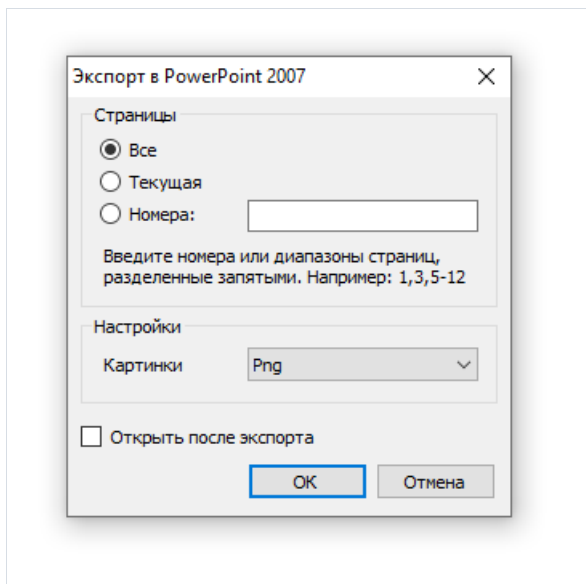 Экспорт в PowerPoint 2007
Страницы
Все
Текущая
Номера:
Введите номера или диапазоны страниц,
разделенные запятыми. Например: 1,3,5-12
Настройки
Картинки Png
Открыть после экспорта
OK Отмена